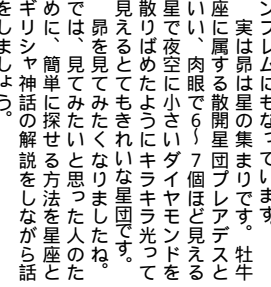 ンブレムにもなっています。
　実は昴は星の集まりです。牡牛
座に属する散開星団プレアデスと
いい、肉眼で6～7個ほど見える
星で夜空に小さいダイヤモンドを
散りばめたようにキラキラ光って
見えるとてもきれいな星団です。
　昴を見てみたくなりましたね。
では、見てみたいと思った人のた
めに、簡単に探せる方法を星座と
ギリシャ神話の解説をしながら話
をしましょう。